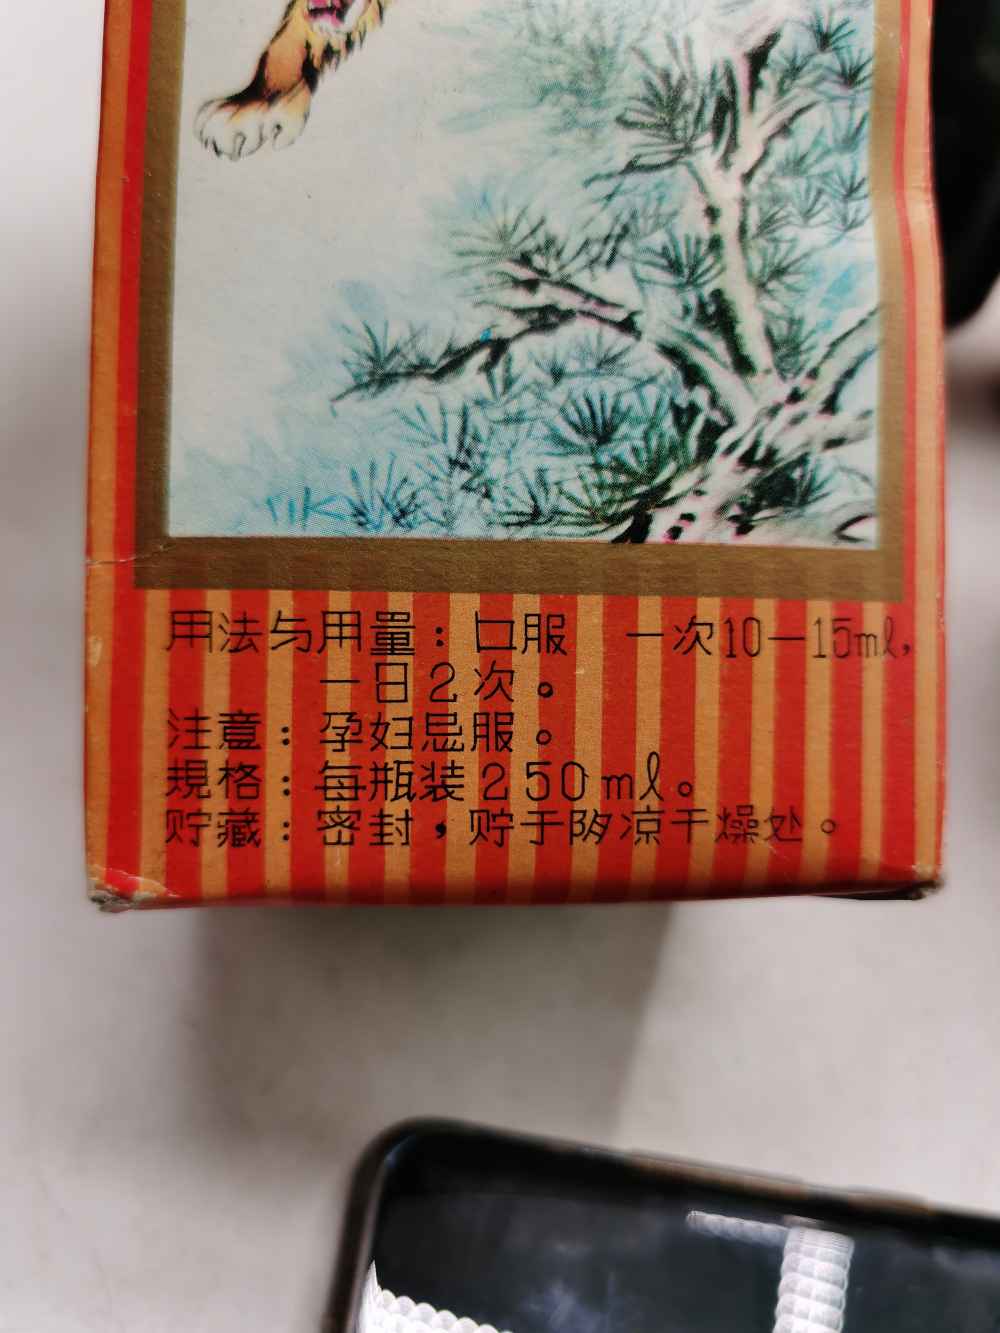 用法与用量：口服　一次10—15ml，
一日2次。
注意：孕妇忌服。
規格：每瓶装250ml。
贮藏：密封，贮于阴凉干燥处。